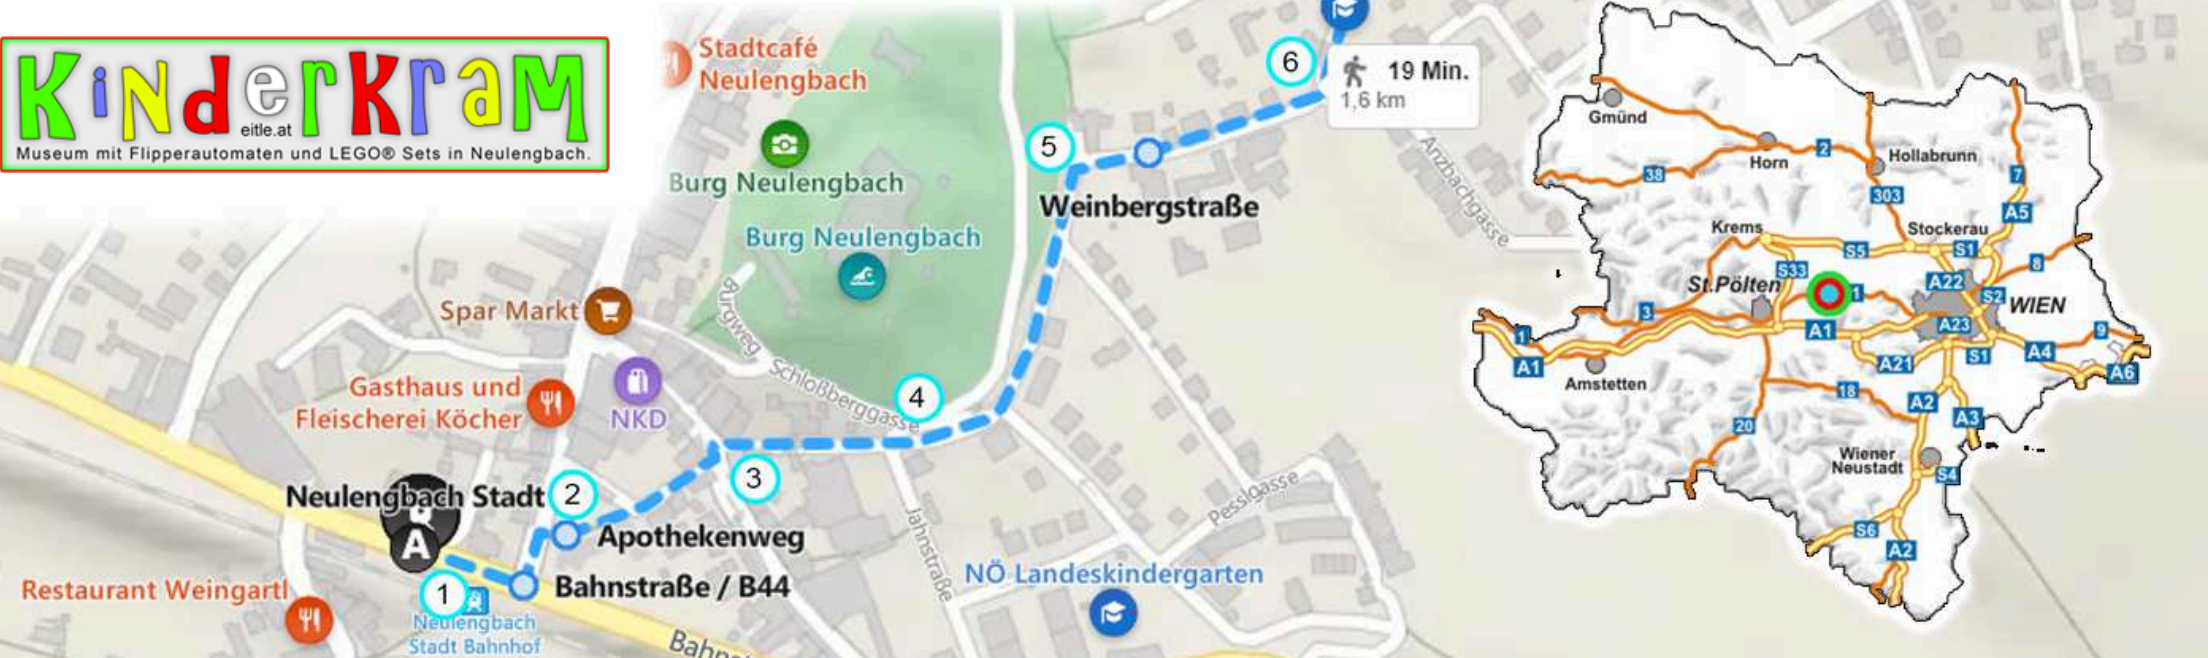 KiNderKraM
eitle.at
Museum mit Flipperautomaten und LEGO® Sets in Neulengbach.
Stadtcafé
Neulengbach
Burg Neulengbach
Burg Neulengbach
Burgweg
Schloßberggasse
Spar Markt
NKD
Gasthaus und
Fleischerei Köcher
Neulengbach Stadt
A
1
2
3
4
5
6
19 Min.
1,6 km
Weinbergstraße
Anzbachgasse
Apothekenweg
Bahnstraße / B44
Restaurant Weingartl
Neulengbach
Stadt Bahnhof
Jahnstraße
Pesslgasse
NÖ Landeskindergarten
Gmünd
Horn
2
Hollabrunn
38
303
7
A5
Krems
Stockerau
S5
S1
8
S33
St.Pölten
1
A22
S2
WIEN
3
A1
A23
9
1
A1
A21
S1
A4
A6
Amstetten
18
A2
A3
20
Wiener
Neustadt
S4
S6
A2